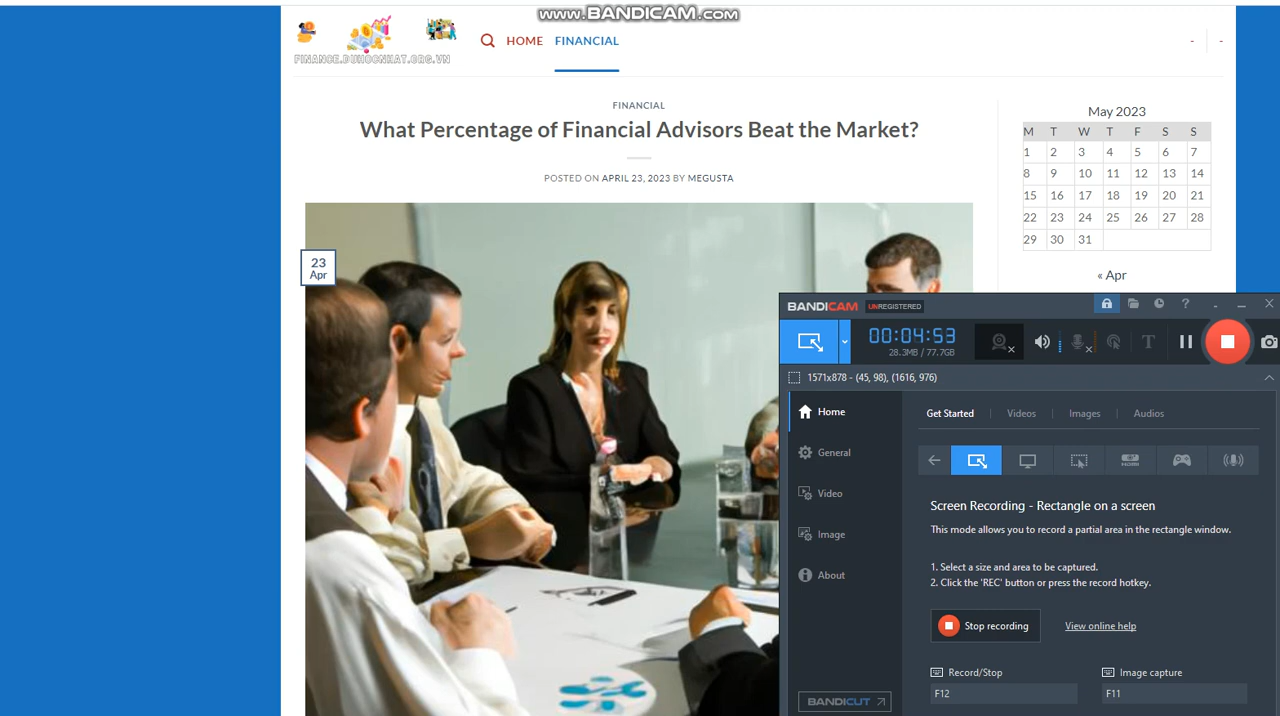 www.BANDICAM.com
FINANCE.DUHOCNHAT.ORG.VN
HOME FINANCIAL
- -
FINANCIAL
What Percentage of Financial Advisors Beat the Market?
POSTED ON APRIL 23, 2023 BY MEGUSTA
23
Apr
May 2023
M T W T F S S
1 2 3 4 5 6 7
8 9 10 11 12 13 14
15 16 17 18 19 20 21
22 23 24 25 26 27 28
29 30 31
« Apr
BANDICAM UNREGISTERED
00:04:53
28.3MB / 77.7GB
1571x878 - (45, 98), (1616, 976)
Home
General
Video
Image
About
BANDICUT
Get Started Videos Images Audios
Screen Recording - Rectangle on a screen
This mode allows you to record a partial area in the rectangle window.
1. Select a size and area to be captured.
2. Click the 'REC' button or press the record hotkey.
Stop recording View online help
Record/Stop Image capture
F12 F11